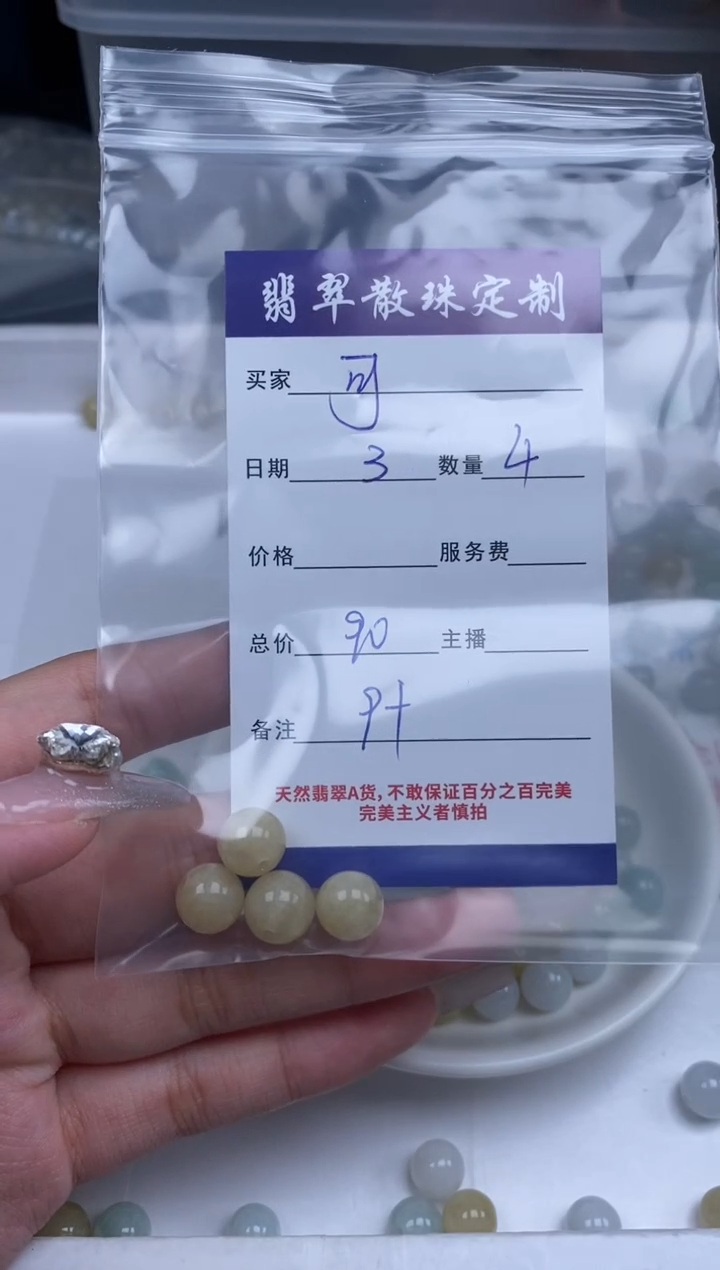 翡翠散珠定制
买家 可
日期 3 数量 4
价格 服务费
总价 90 主播
备注
天然翡翠A货,不敢保证百分之百完美
完美主义者慎拍